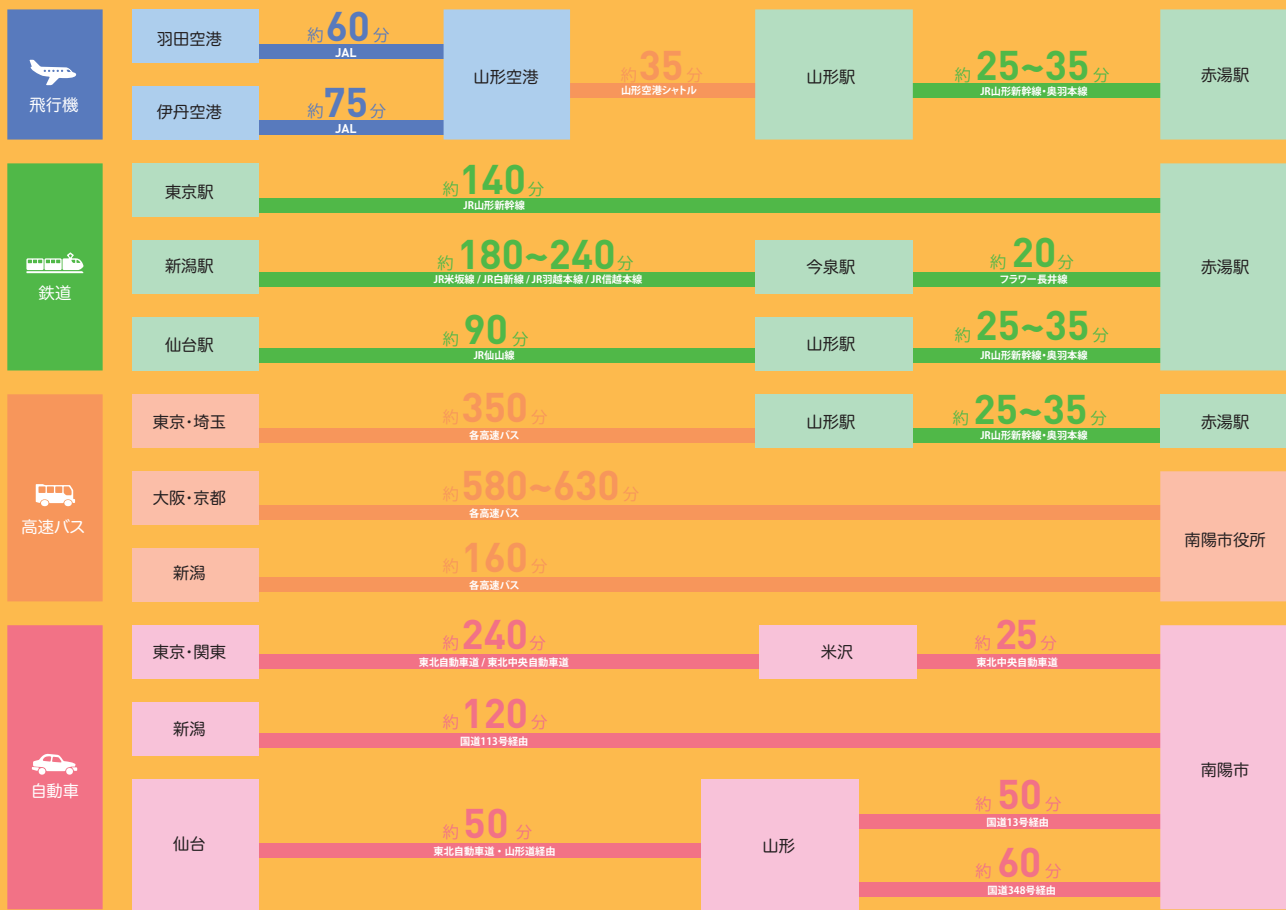 飛行機
羽田空港
約60分
JAL
伊丹空港
約75分
JAL
山形空港
約35分
山形空港シャトル
山形駅
約25~35分
JR山形新幹線・奥羽本線
赤湯駅
鉄道
東京駅
約140分
JR山形新幹線
新潟駅
約180~240分
JR米坂線 / JR白新線 / JR羽越本線 / JR信越本線
今泉駅
約20分
フラワー長井線
仙台駅
約90分
JR仙山線
山形駅
約25~35分
JR山形新幹線・奥羽本線
赤湯駅
高速バス
東京・埼玉
約350分
各高速バス
山形駅
約25~35分
JR山形新幹線・奥羽本線
赤湯駅
大阪・京都
約580~630分
各高速バス
新潟
約160分
各高速バス
南陽市役所
自動車
東京・関東
約240分
東北自動車道 / 東北中央自動車道
米沢
約25分
東北中央自動車道
新潟
約120分
国道113号経由
仙台
約50分
東北自動車道・山形道経由
山形
約50分
国道13号経由
約60分
国道348号経由
南陽市